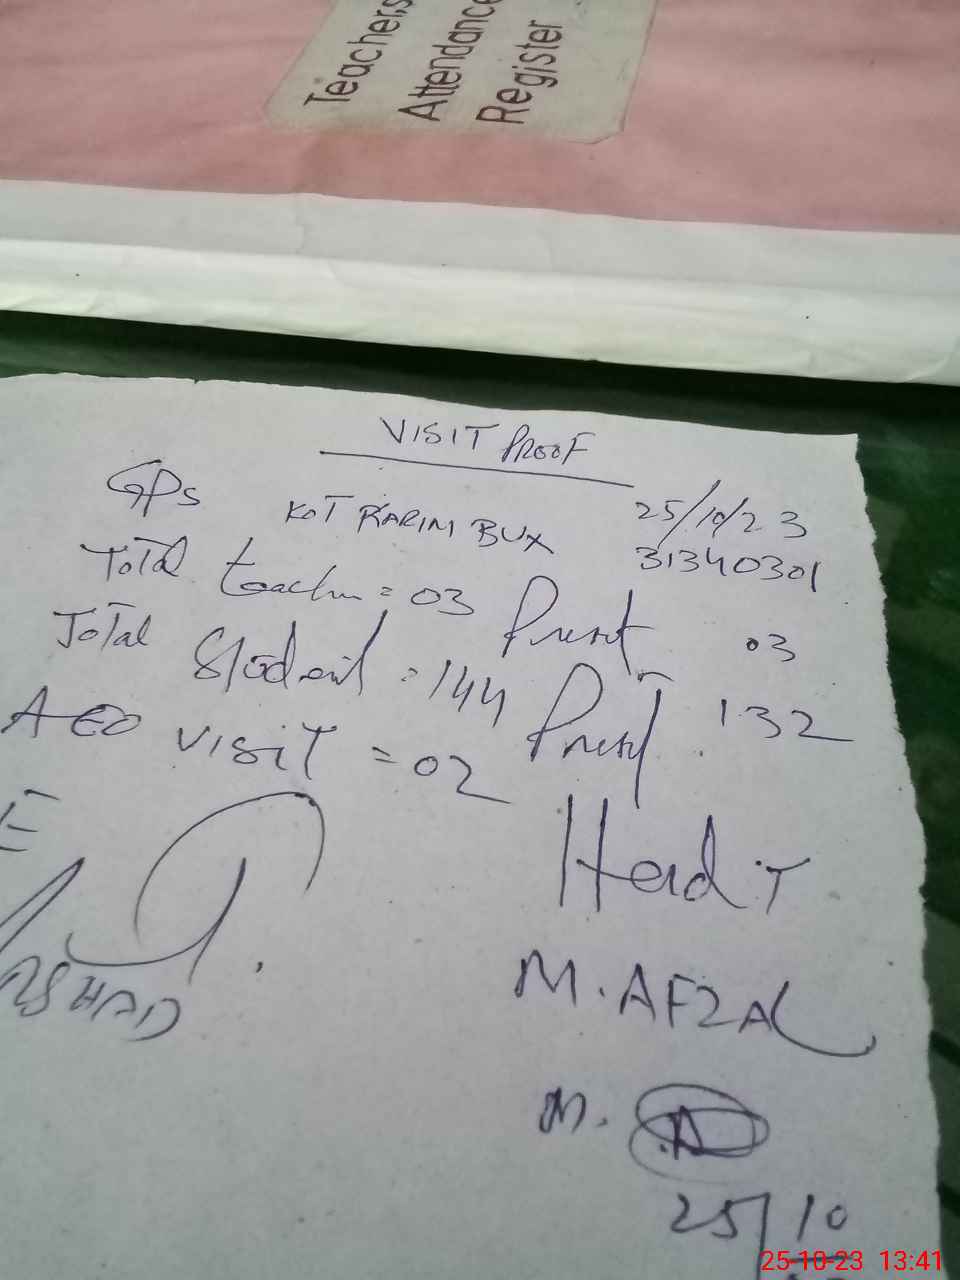 Teachers
Attendance
Register
VISIT PROOF
GPS KOT KARIM BUX 25/10/23
31340301
Total teacher = 03 Present 03
Total Student = 144 Present 132
AEO visit = 02
E
Head T
ARSHAD
M. AFZAL
M. A
25/10
25-10-23 13:41